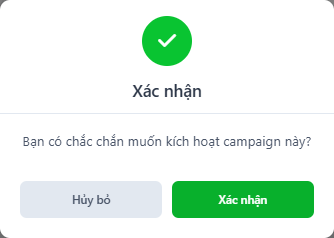 Xác nhận
Bạn có chắc chắn muốn kích hoạt campaign này?
Hủy bỏ
Xác nhận